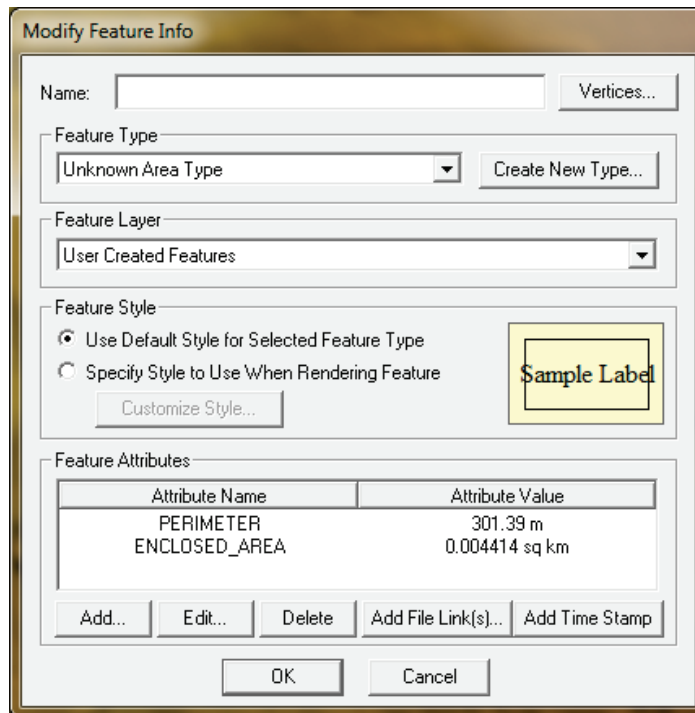 Modify Feature Info
Name: Vertices...
Feature Type
Unknown Area Type Create New Type...
Feature Layer
User Created Features
Feature Style
Use Default Style for Selected Feature Type
Specify Style to Use When Rendering Feature
Sample Label
Customize Style...
Feature Attributes
Attribute Name Attribute Value
PERIMETER 301.39 m
ENCLOSED_AREA 0.004414 sq km
Add... Edit... Delete Add File Link(s)... Add Time Stamp
OK Cancel